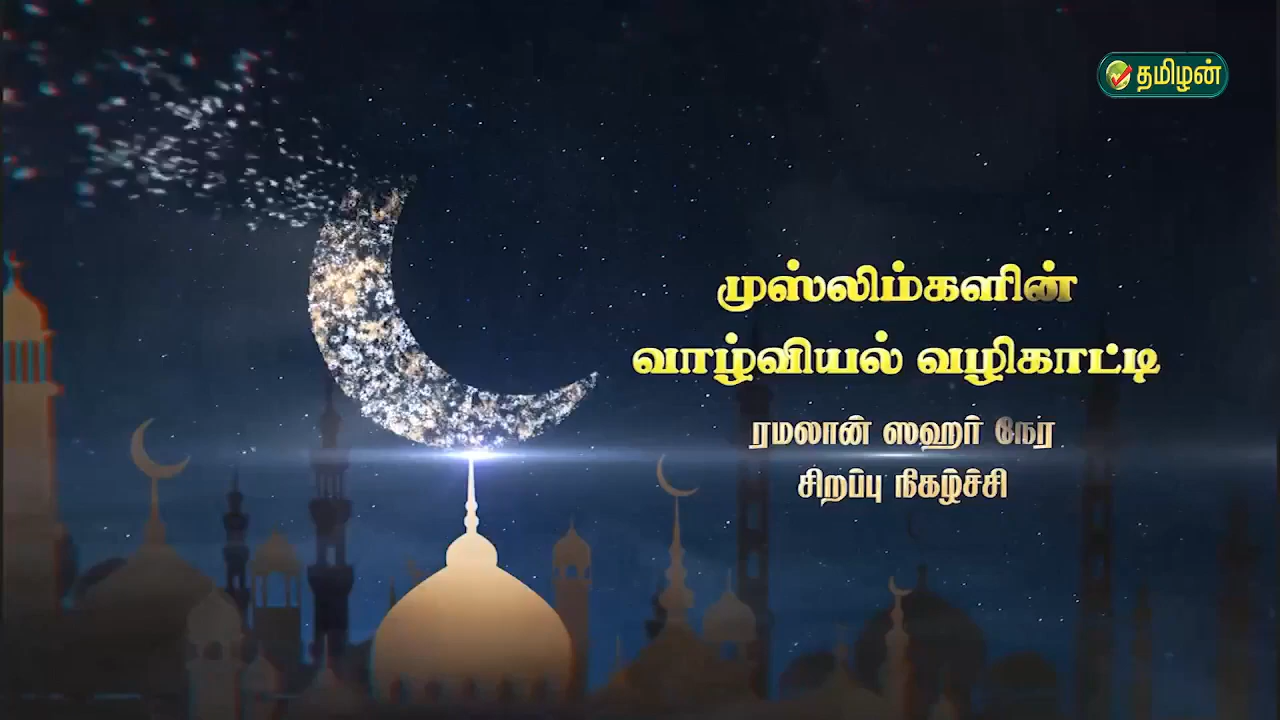 தமிழன்
முஸ்லிம்களின்
வாழ்வியல் வழிகாட்டி
ரமலான் ஸஹர் நேர
சிறப்பு நிகழ்ச்சி